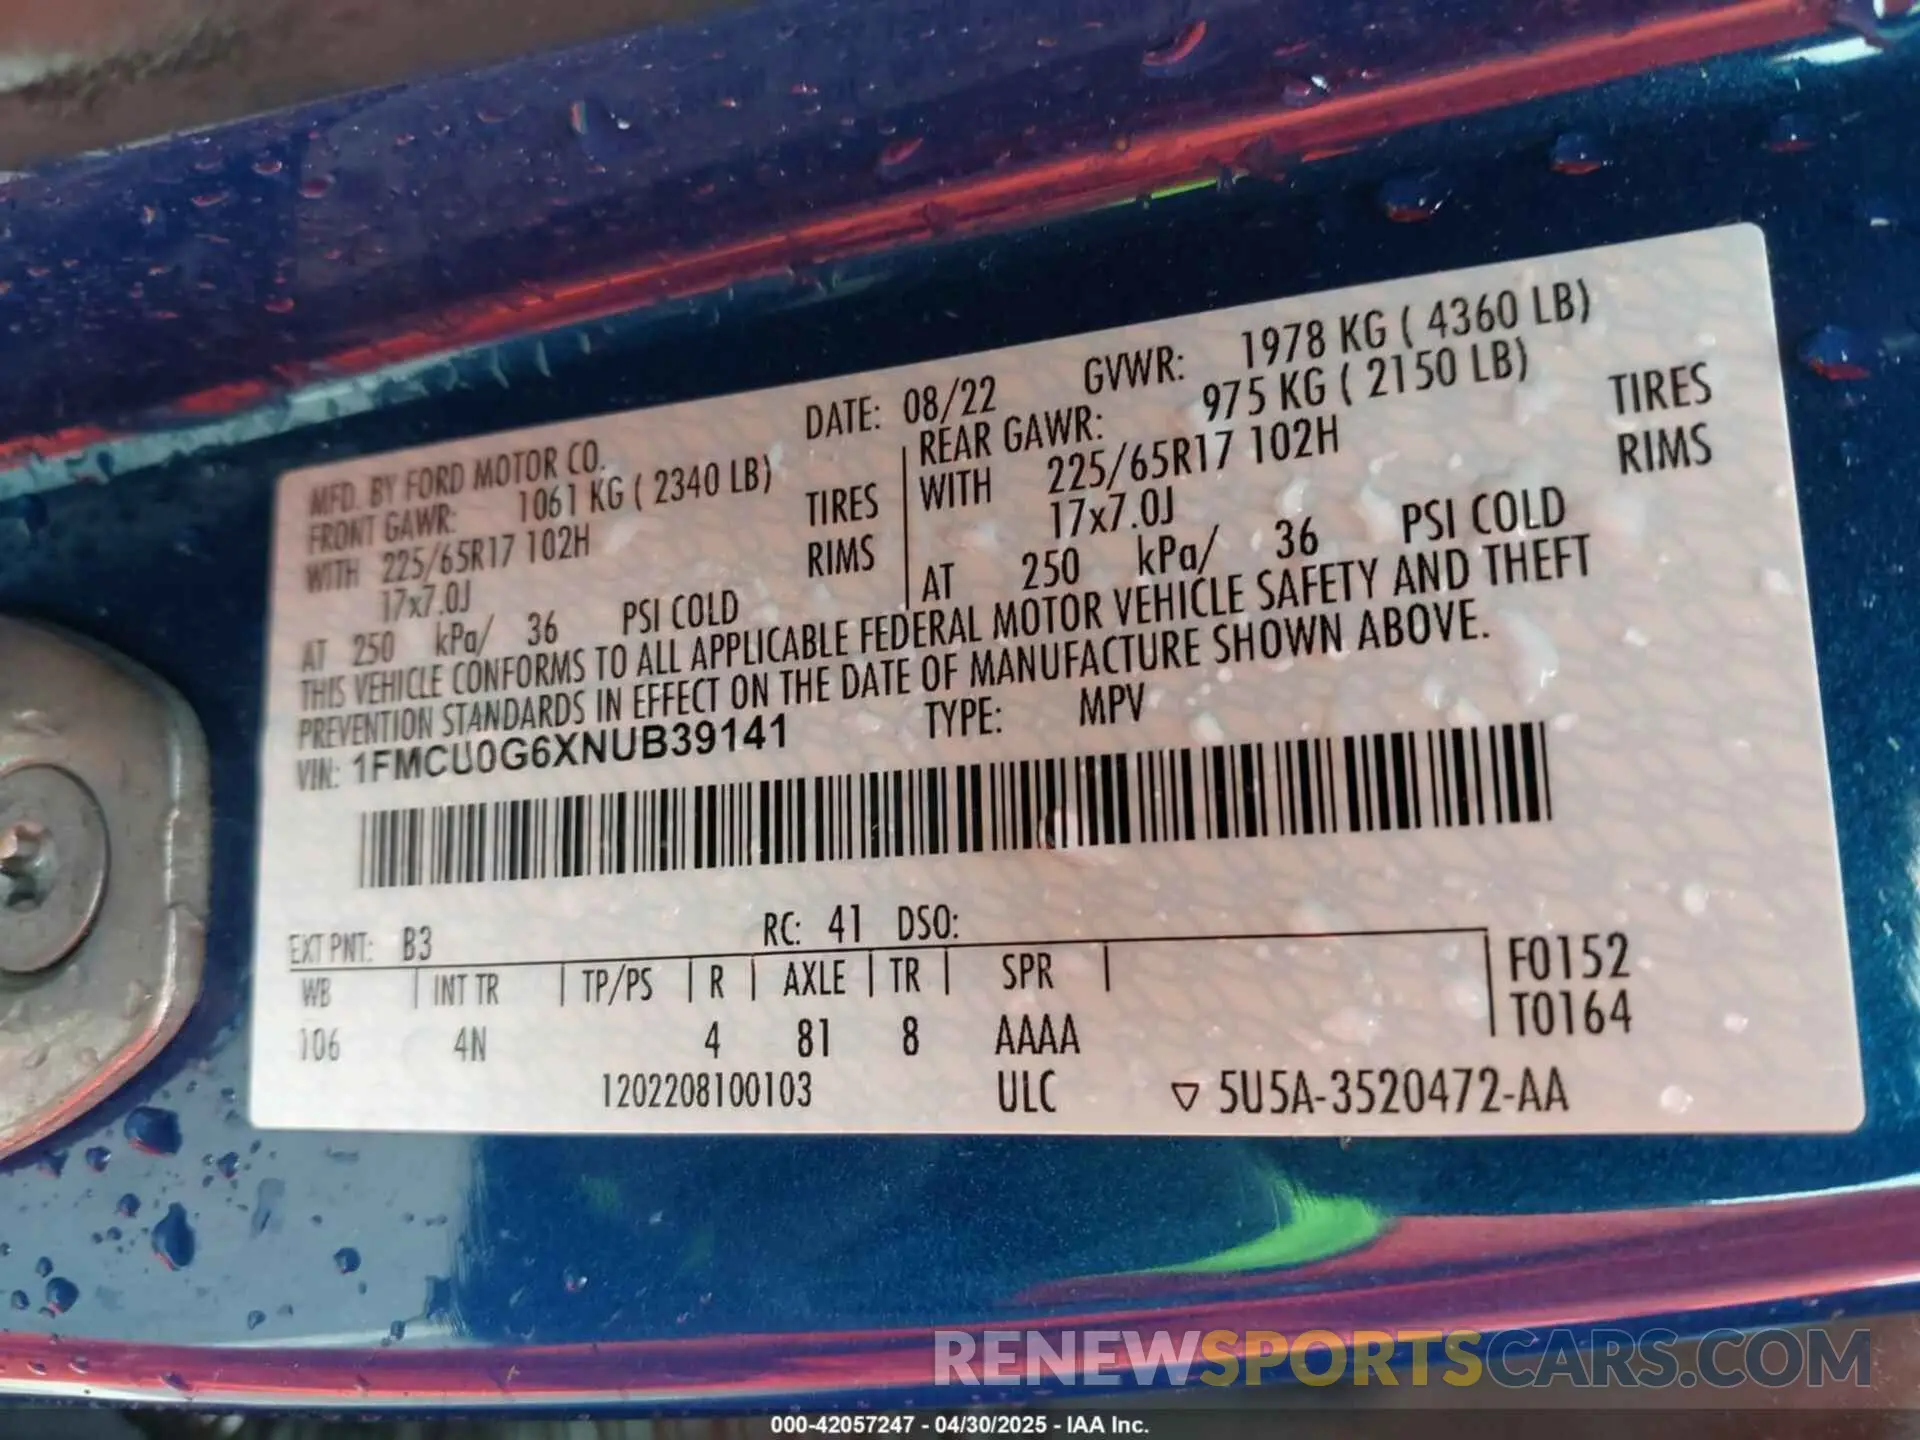 MFD. BY FORD MOTOR CO. DATE: 08/22 GVWR: 1978 KG ( 4360 LB)
FRONT GAWR: 1061 KG ( 2340 LB) REAR GAWR: 975 KG ( 2150 LB)
WITH 225/65R17 102H TIRES WITH 225/65R17 102H TIRES
17x7.0J RIMS 17x7.0J RIMS
AT 250 kPa/ 36 PSI COLD AT 250 kPa/ 36 PSI COLD
THIS VEHICLE CONFORMS TO ALL APPLICABLE FEDERAL MOTOR VEHICLE SAFETY AND THEFT
PREVENTION STANDARDS IN EFFECT ON THE DATE OF MANUFACTURE SHOWN ABOVE.
VIN: 1FMCU0G6XNUB39141 TYPE: MPV
EXT PNT: B3 RC: 41 DSO:
WB | INT TR | TP/PS | R | AXLE | TR | SPR | F0152
T0164
106 4N 4 81 8 AAAA
1202208100103 ULC ▽ 5U5A-3520472-AA
RENEWSPORTSCARS.COM
000-42057247 - 04/30/2025 - IAA Inc.